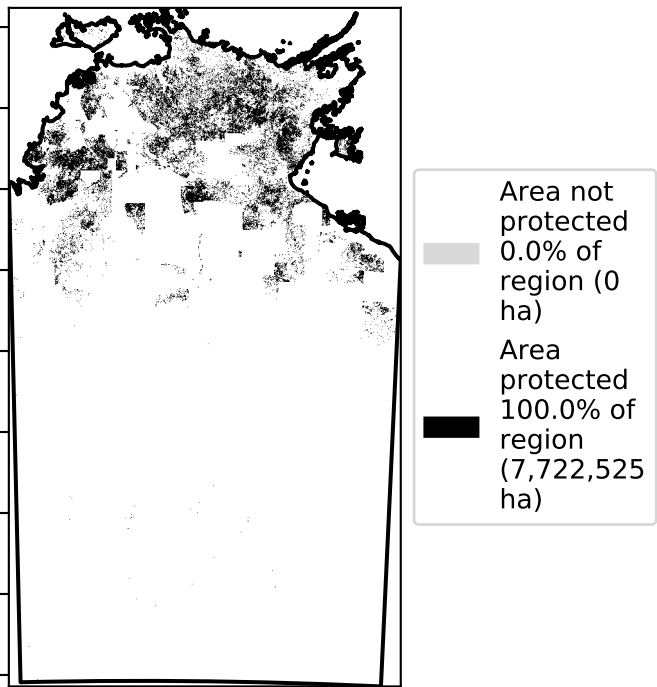 Area not
protected
0.0% of
region (0
ha)
Area
protected
100.0% of
region
(7,722,525
ha)